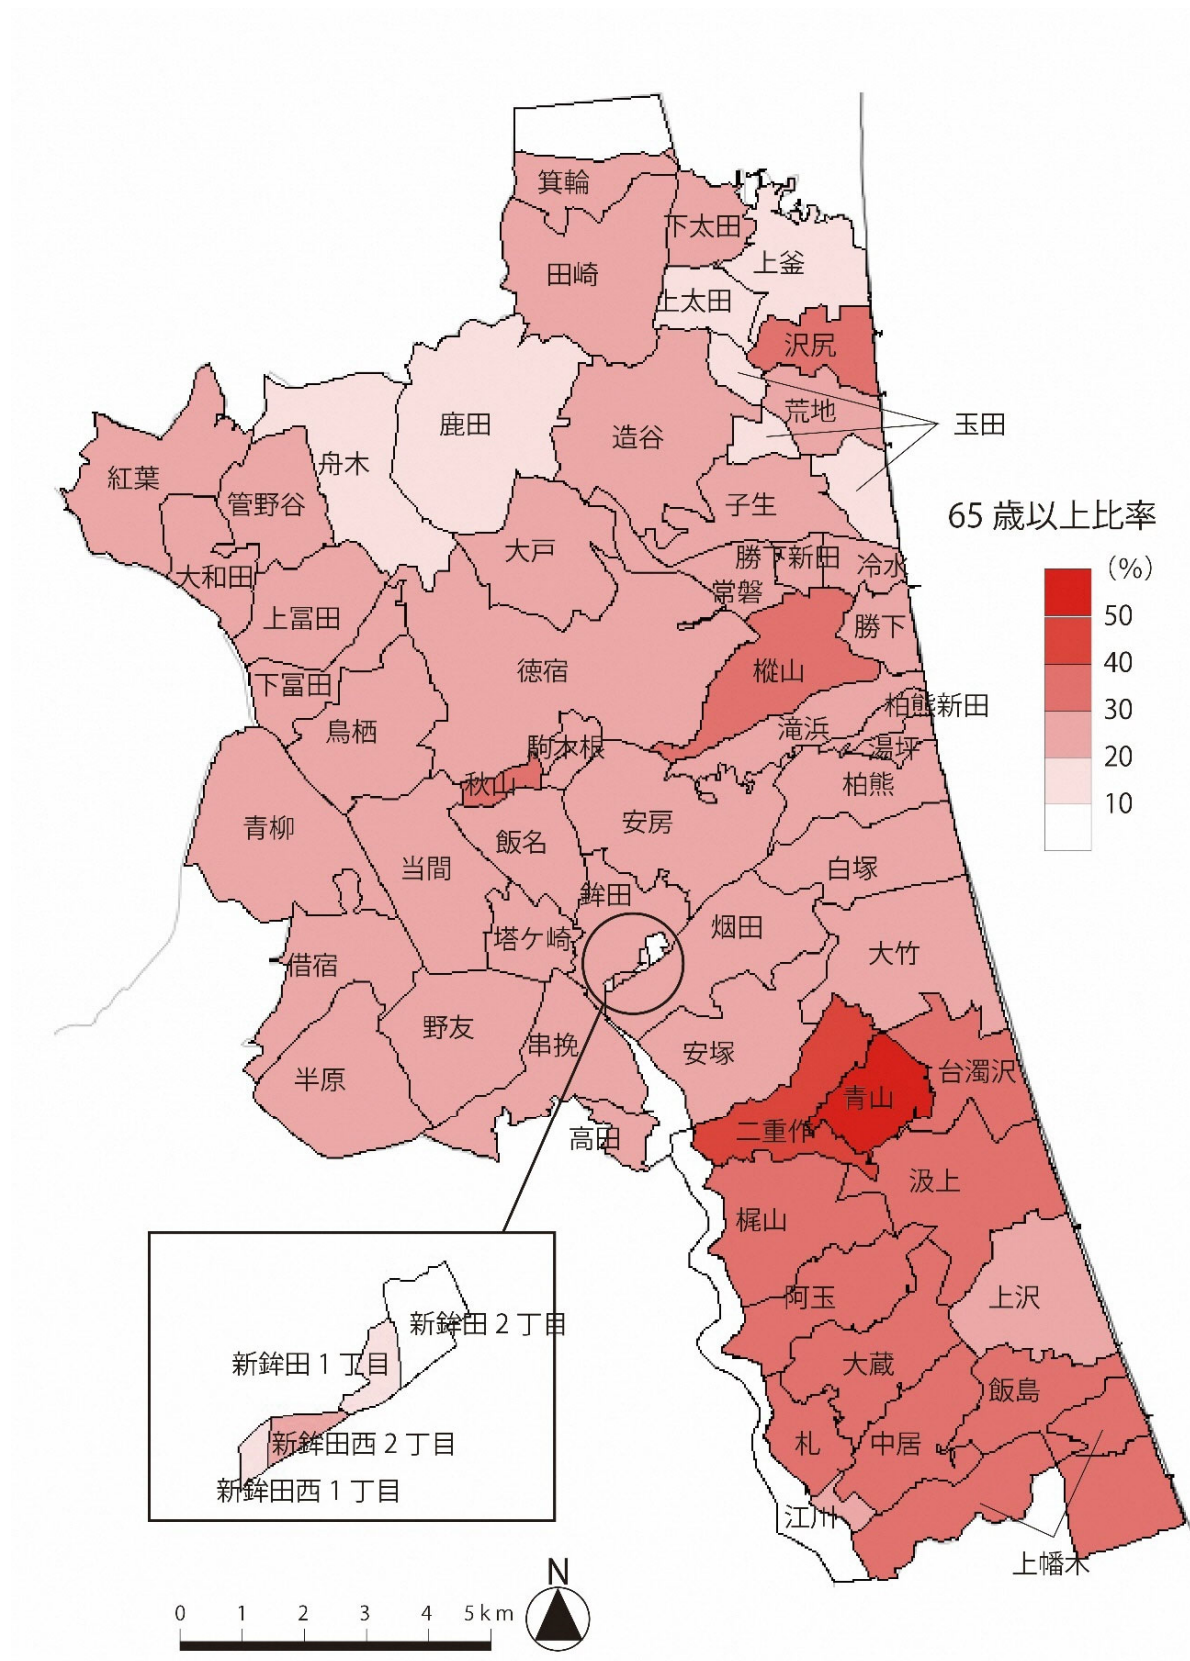 箕輪
下太田
田崎
上釜
上太田
沢尻
荒地
鹿田
玉田
造谷
舟木
紅葉
管野谷
子生
65歳以上比率
大戸
勝下新田
冷水
(%)
大和田
常磐
50
上冨田
勝下
40
徳宿
樅山
下冨田
柏熊新田
30
鳥栖
滝浜
駒木根
湯坪
20
秋山
柏熊
10
青柳
安房
飯名
当間
白塚
鉾田
烟田
塔ケ崎
大竹
借宿
野友
串挽
安塚
半原
台濁沢
青山
高田
二重作
汲上
梶山
阿玉
上沢
新鉾田2丁目
新鉾田1丁目
大蔵
飯島
新鉾田西2丁目
札
中居
新鉾田西1丁目
江川
上幡木
N
0 1 2 3 4 5km